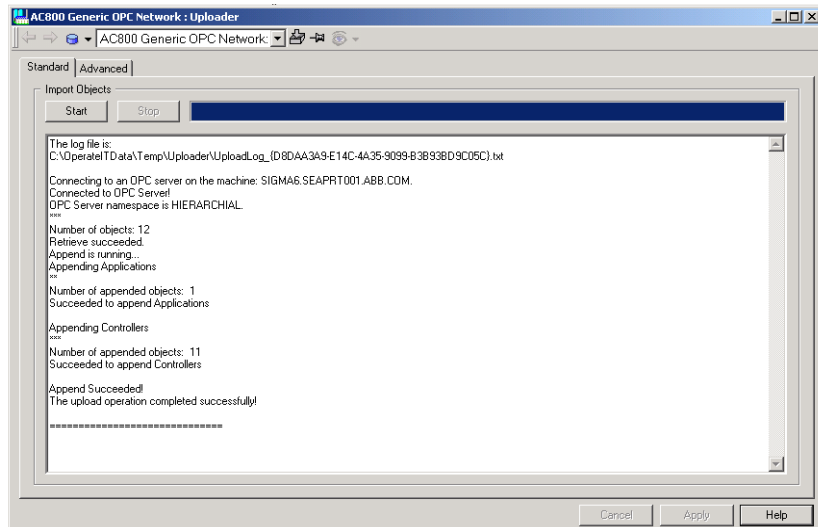 AC800 Generic OPC Network : Uploader
AC800 Generic OPC Network:
Standard
Advanced
Import Objects
Start
Stop
The log file is:
C:\OperateITData\Temp\Uploader\UploadLog_{D8DAA3A9-E14C-4A35-9099-B3B93BD9C05C}.txt
Connecting to an OPC server on the machine: SIGMA6.SEAPRT001.ABB.COM.
Connected to OPC Server!
OPC Server namespace is HIERARCHIAL.
***
Number of objects: 12
Retrieve succeeded.
Append is running...
Appending Applications
**
Number of appended objects: 1
Succeeded to append Applications
Appending Controllers
***
Number of appended objects: 11
Succeeded to append Controllers
Append Succeeded!
The upload operation completed successfully!
==============================
Cancel
Apply
Help